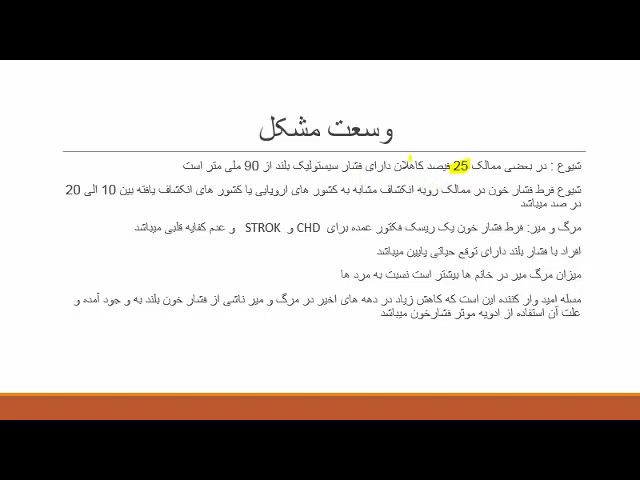 وسعت مشکل
شیوع : در بعضی ممالک 25 فیصد کاهلان دارای فشار سیستولیک بلند از 90 ملی متر است
شیوع فرط فشار خون در ممالک روبه انکشاف مشابه به کشور های اروپایی یا کشور های انکشاف یافته بین 10 الی 20
در صد میباشد
مرگ و میر: فرط فشار خون یک ریسک فکتور عمده برای CHD و STROK و عدم کفایه قلبی میباشد
افراد با فشار بلند دارای توقع حیاتی پایین میباشد
میزان مرگ میر در خانم ها بیشتر است نسبت به مرد ها
مسله امید وار کننده این است که کاهش زیاد در دهه های اخیر در مرگ و میر ناشی از فشار خون بلند به و جود آمده و
علت آن استفاده از ادویه موثر فشارخون میباشد